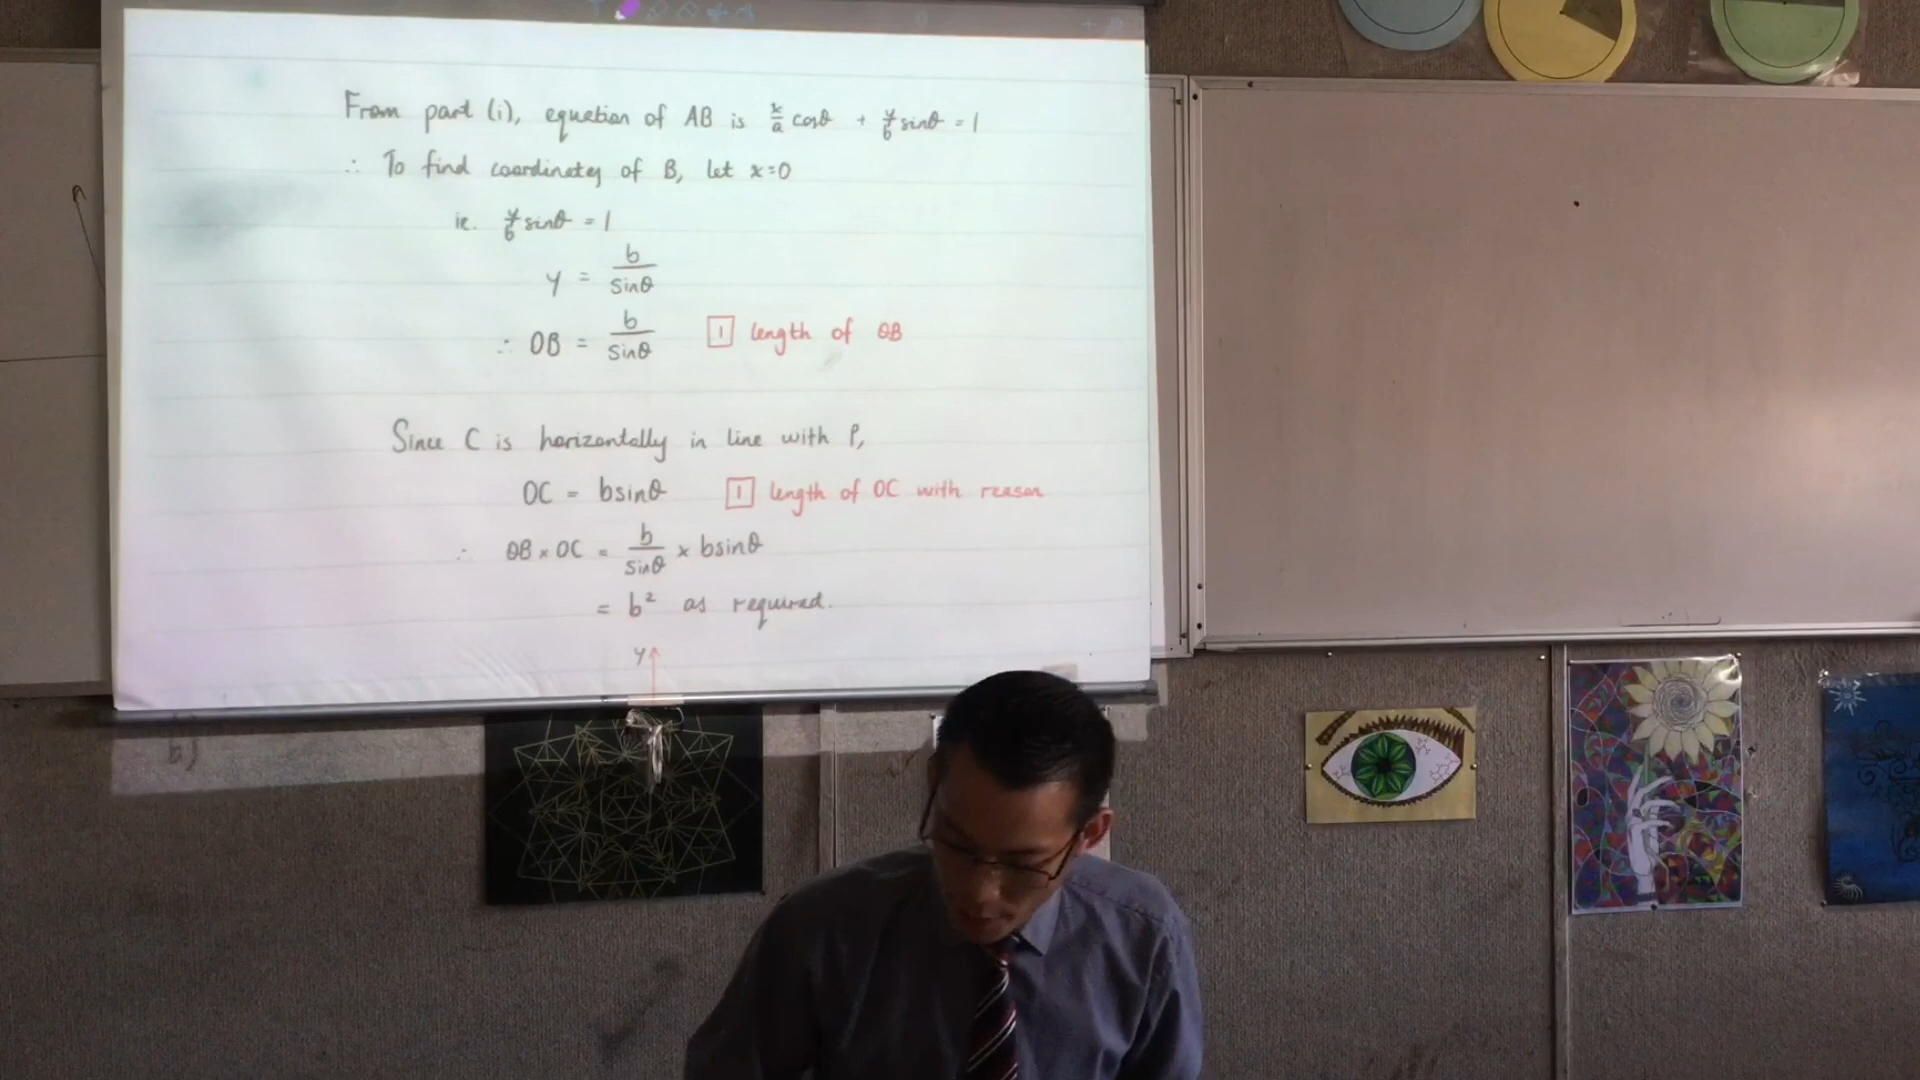 From part (i), equation of AB is x/a cosθ + y/b sinθ = 1
∴ To find coordinates of B, let x=0
ie. y/b sinθ = 1
y = b/sinθ
∴ OB = b/sinθ 1 length of OB
Since C is horizontally in line with P,
OC = bsinθ 1 length of OC with reason
∴ OB × OC = b/sinθ × bsinθ
= b² as required.
y
b)